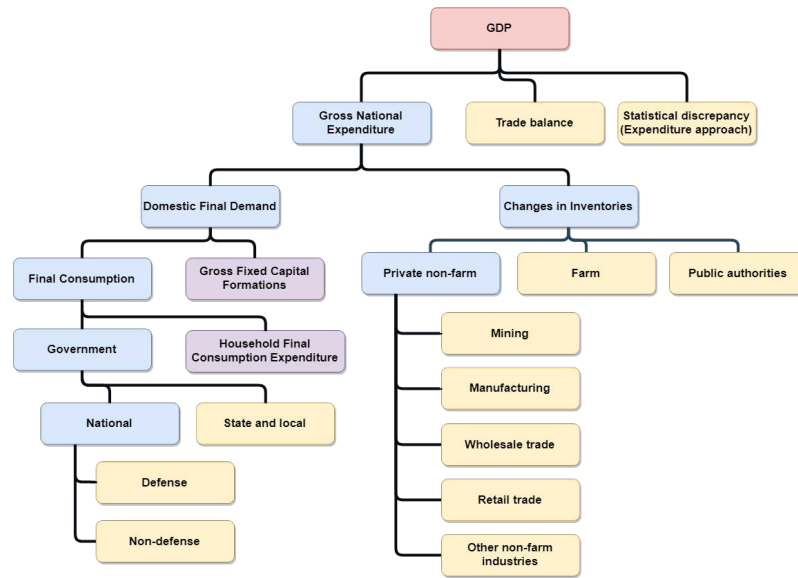 GDP
Gross National
Expenditure
Trade balance
Statistical discrepancy
(Expenditure approach)
Domestic Final Demand
Changes in Inventories
Final Consumption
Gross Fixed Capital
Formations
Private non-farm
Farm
Public authorities
Government
Household Final
Consumption Expenditure
Mining
Manufacturing
National
State and local
Wholesale trade
Defense
Retail trade
Non-defense
Other non-farm
industries